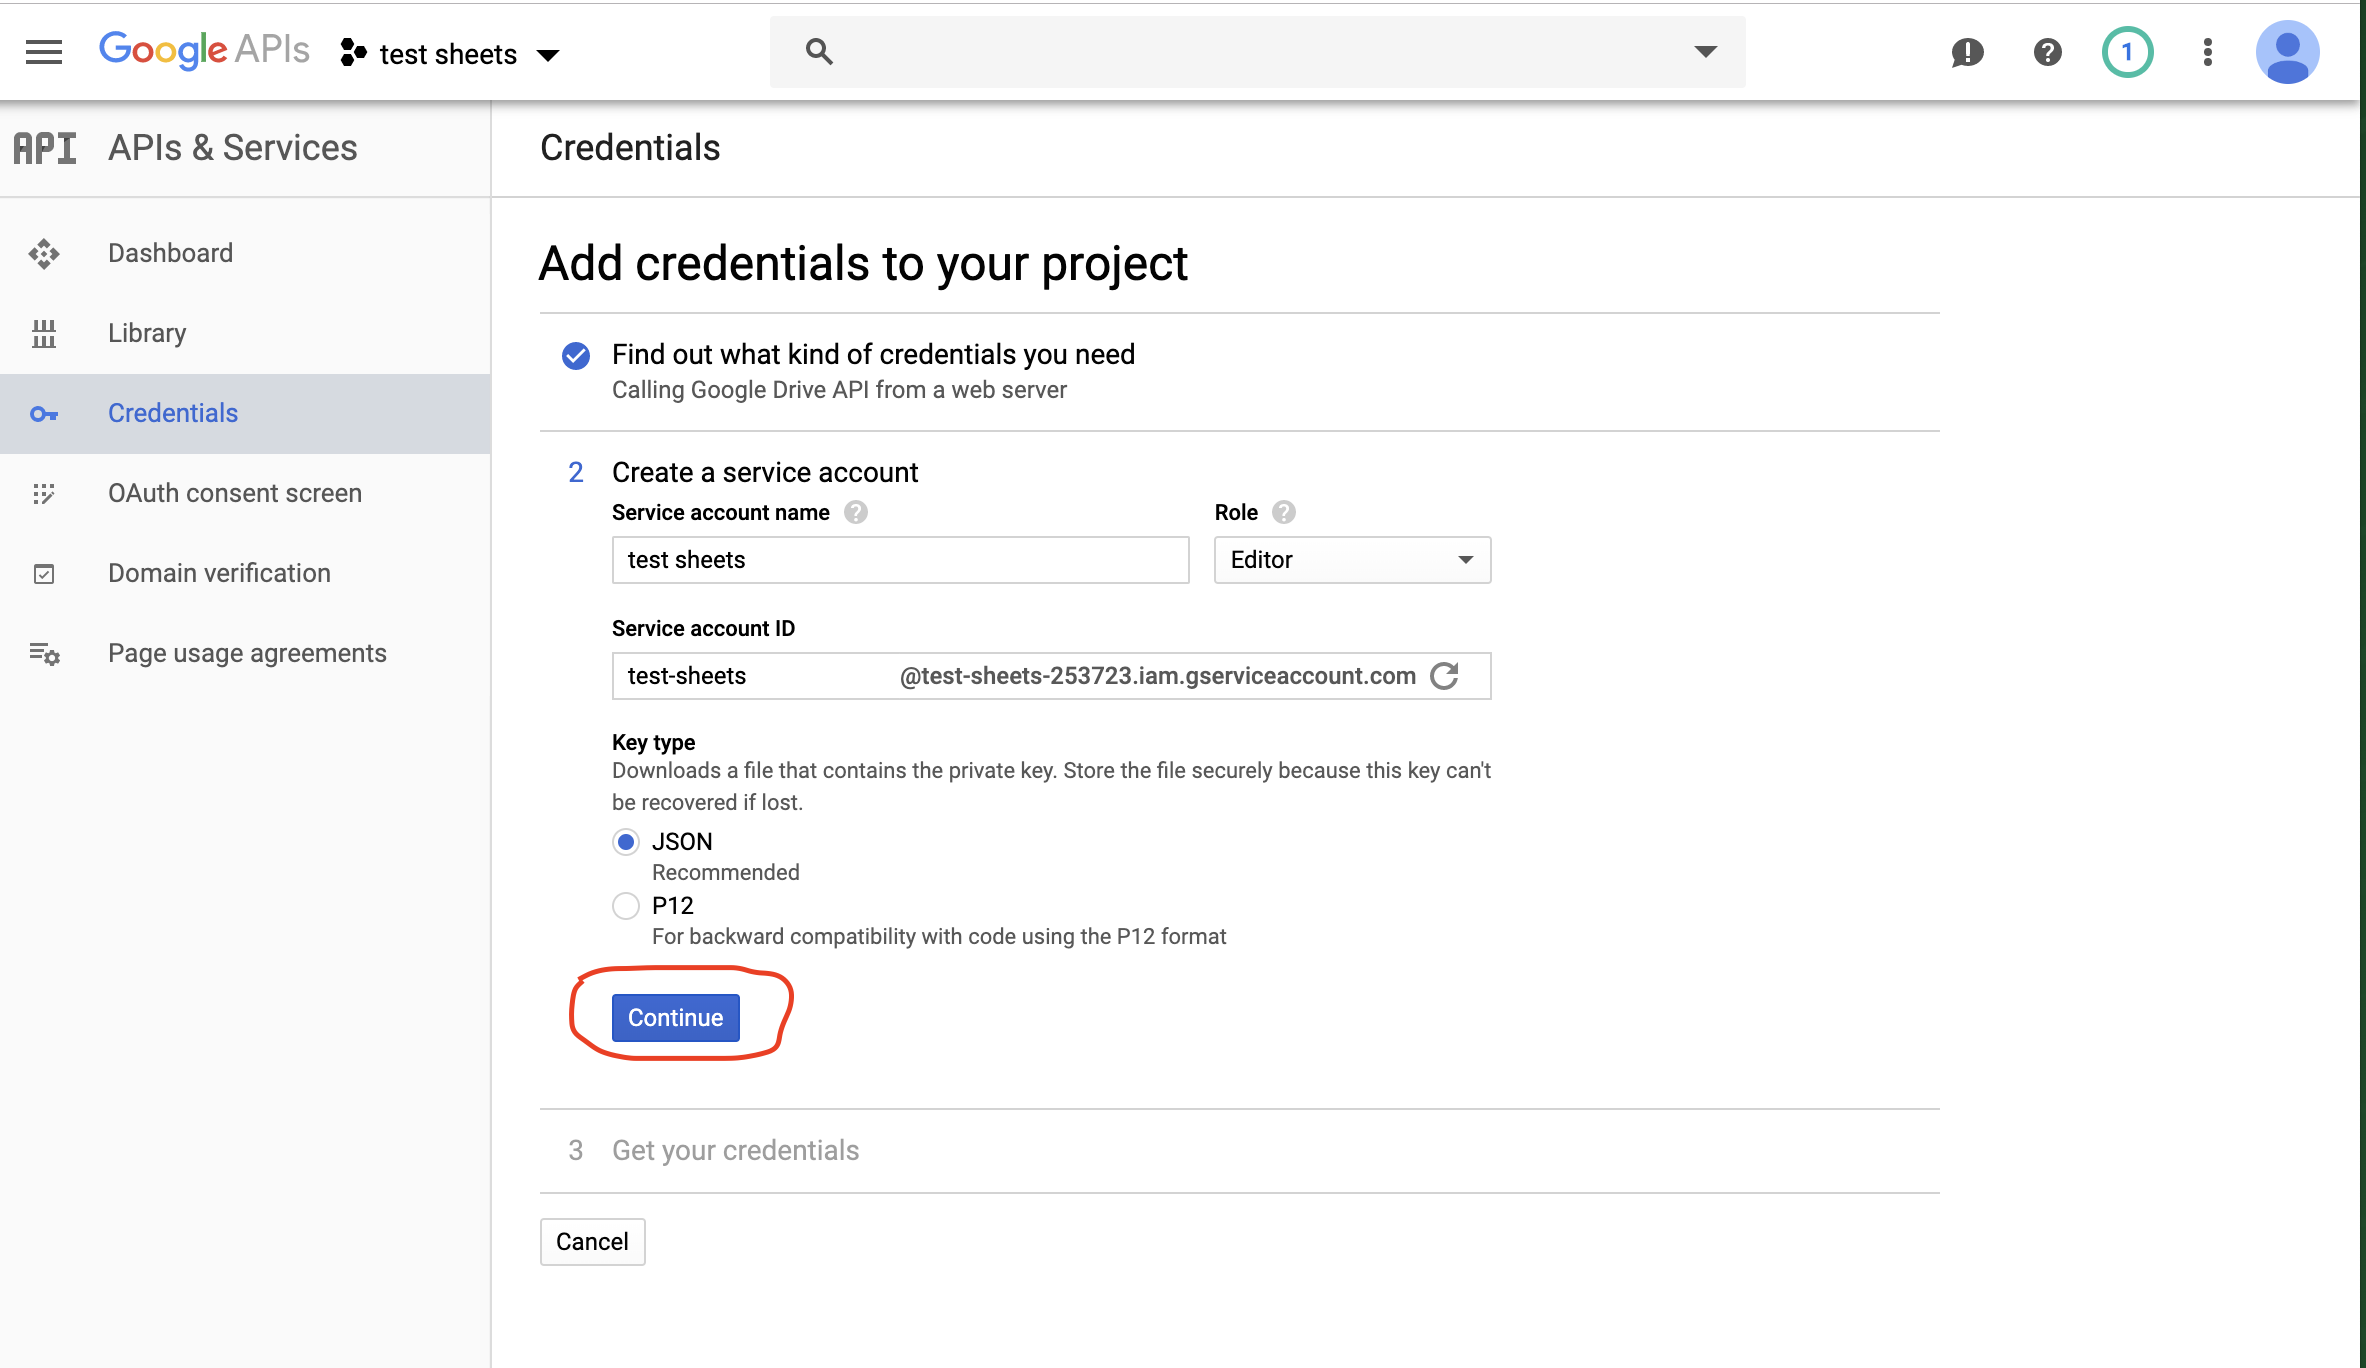 Google APIs
test sheets
1
API APIs & Services
Credentials
Dashboard
Library
Credentials
OAuth consent screen
Domain verification
Page usage agreements
Add credentials to your project
Find out what kind of credentials you need
Calling Google Drive API from a web server
2 Create a service account
Service account name ? Role ?
test sheets Editor
Service account ID
test-sheets @test-sheets-253723.iam.gserviceaccount.com
Key type
Downloads a file that contains the private key. Store the file securely because this key can't
be recovered if lost.
JSON
Recommended
P12
For backward compatibility with code using the P12 format
Continue
3 Get your credentials
Cancel